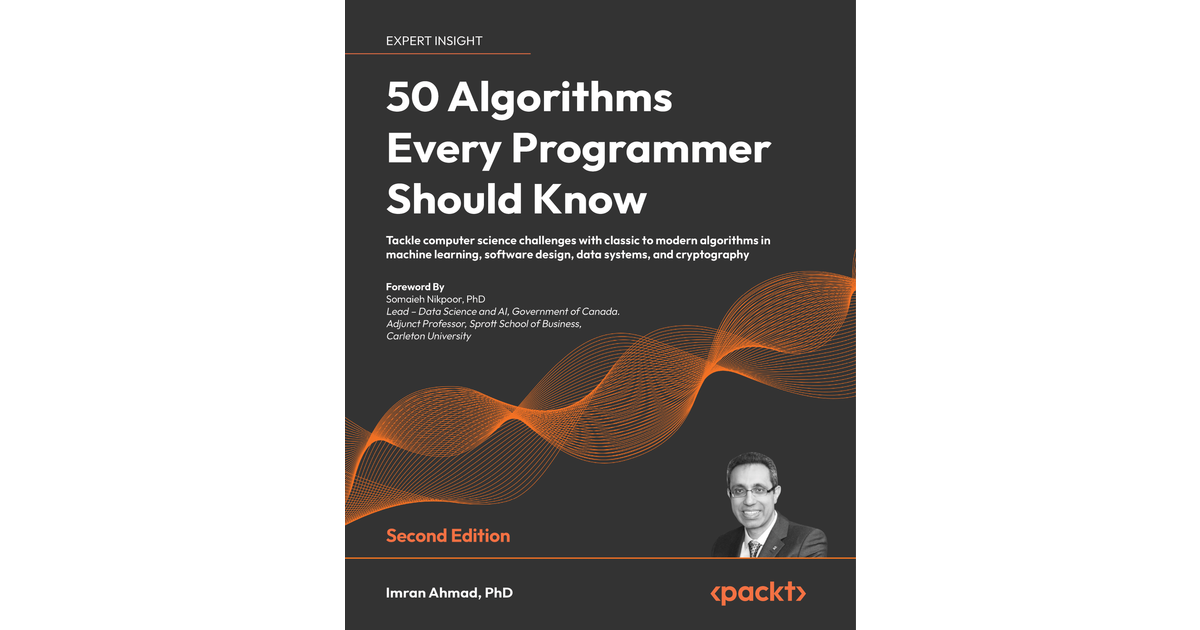 EXPERT INSIGHT
50 Algorithms
Every Programmer
Should Know
Tackle computer science challenges with classic to modern algorithms in
machine learning, software design, data systems, and cryptography
Foreword By
Somaieh Nikpoor, PhD
Lead – Data Science and AI, Government of Canada.
Adjunct Professor, Sprott School of Business,
Carleton University
Second Edition
Imran Ahmad, PhD
<packt>